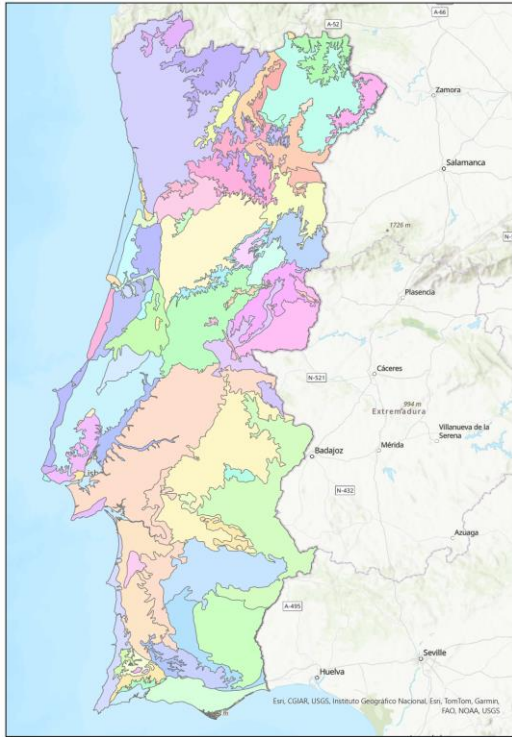 A-66
A-52
Zamora
Salamanca
1726 m
N-
Plasencia
Cáceres
N-521
994 m
Extremadura
Villanueva de la
Serena
Badajoz
Mérida
N-432
Azuaga
A-495
Seville
Huelva
Esri, CGIAR, USGS, Instituto Geográfico Nacional, Esri, TomTom, Garmin,
FAO, NOAA, USGS